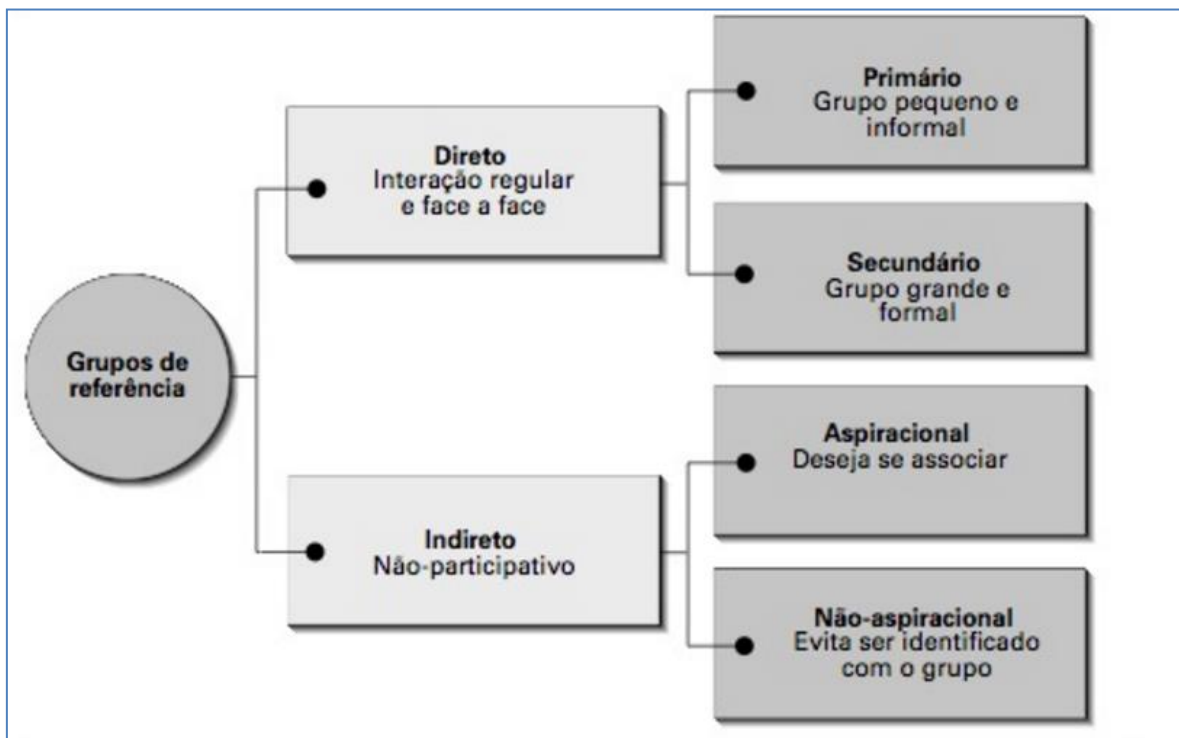 Grupos de
referência
Direto
Interação regular
e face a face
Primário
Grupo pequeno e
informal
Secundário
Grupo grande e
formal
Indireto
Não-participativo
Aspiracional
Deseja se associar
Não-aspiracional
Evita ser identificado
com o grupo